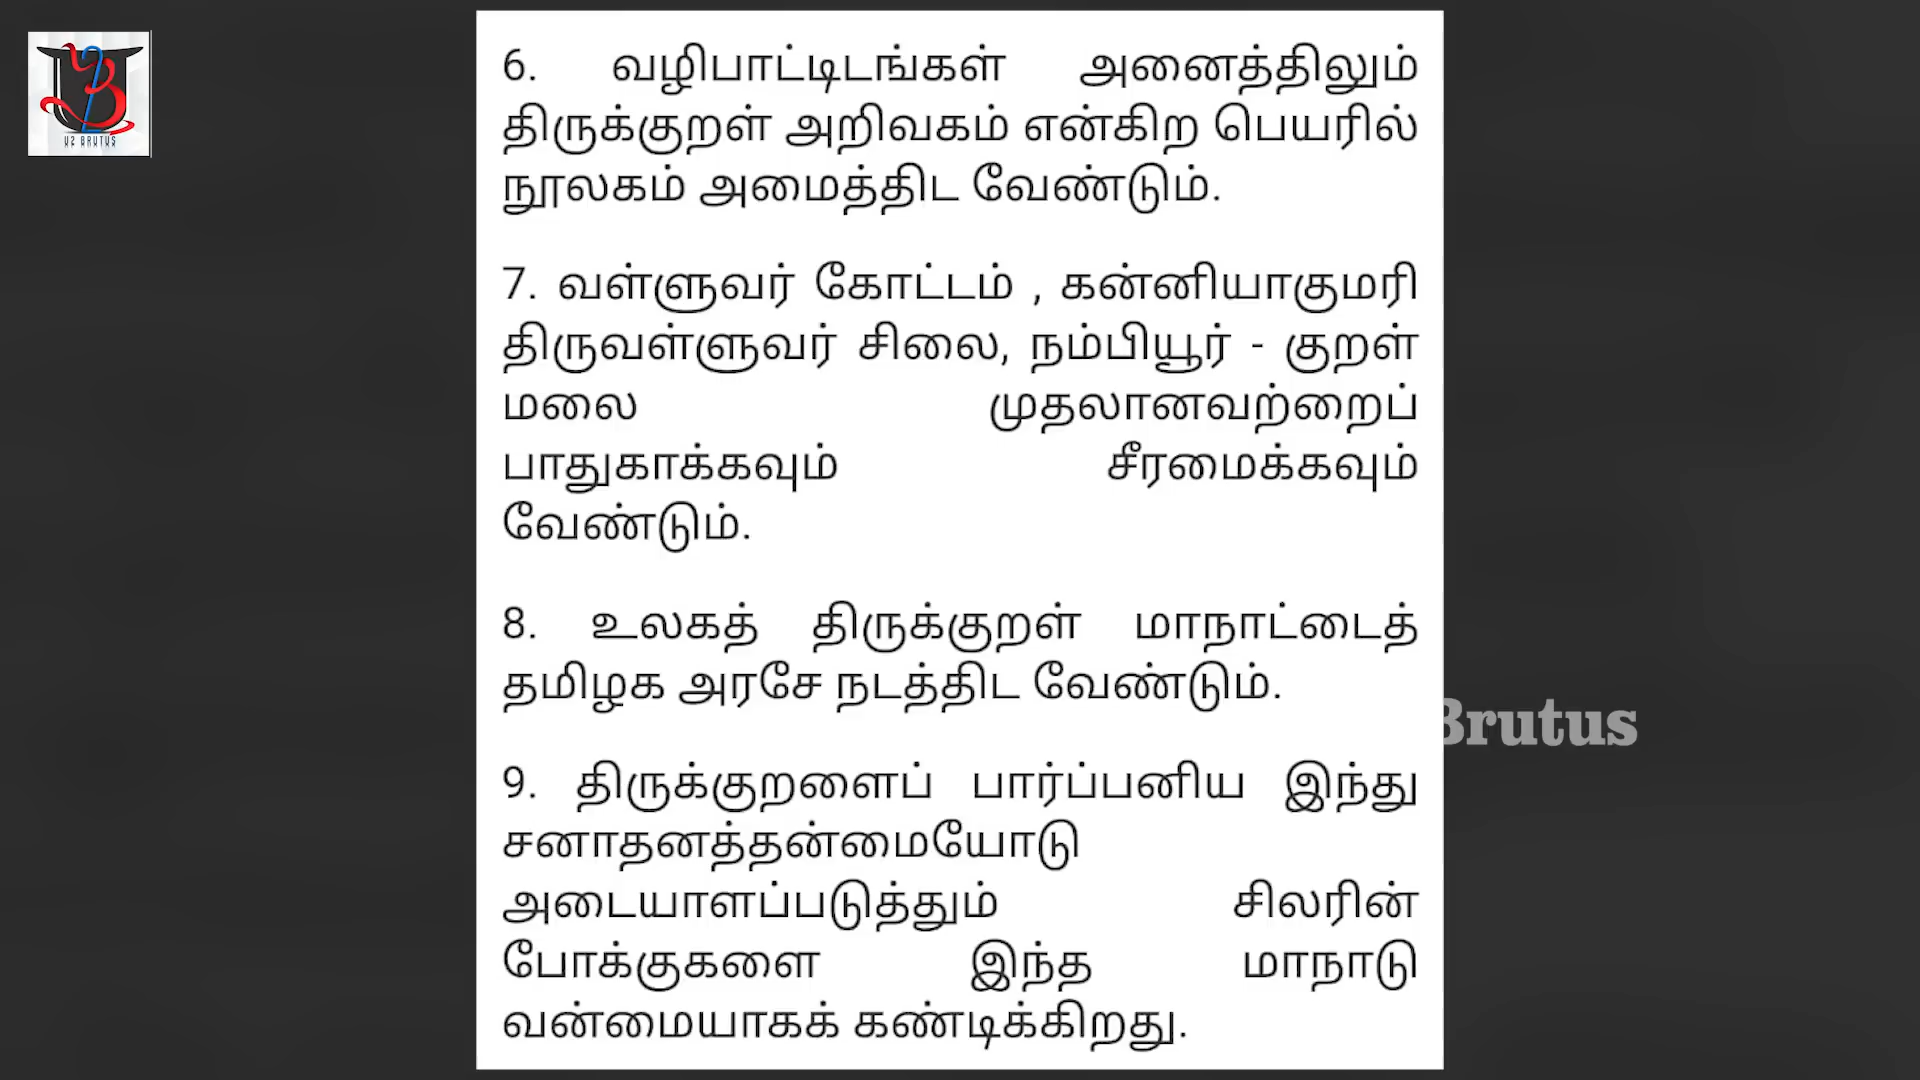 U2 BRUTUS
6. வழிபாட்டிடங்கள் அனைத்திலும்
திருக்குறள் அறிவகம் என்கிற பெயரில்
நூலகம் அமைத்திட வேண்டும்.
7. வள்ளுவர் கோட்டம் , கன்னியாகுமரி
திருவள்ளுவர் சிலை, நம்பியூர் - குறள்
மலை முதலானவற்றைப்
பாதுகாக்கவும் சீரமைக்கவும்
வேண்டும்.
8. உலகத் திருக்குறள் மாநாட்டைத்
தமிழக அரசே நடத்திட வேண்டும்.
Brutus
9. திருக்குறளைப் பார்ப்பனிய இந்து
சனாதனத்தன்மையோடு
அடையாளப்படுத்தும் சிலரின்
போக்குகளை இந்த மாநாடு
வன்மையாகக் கண்டிக்கிறது.